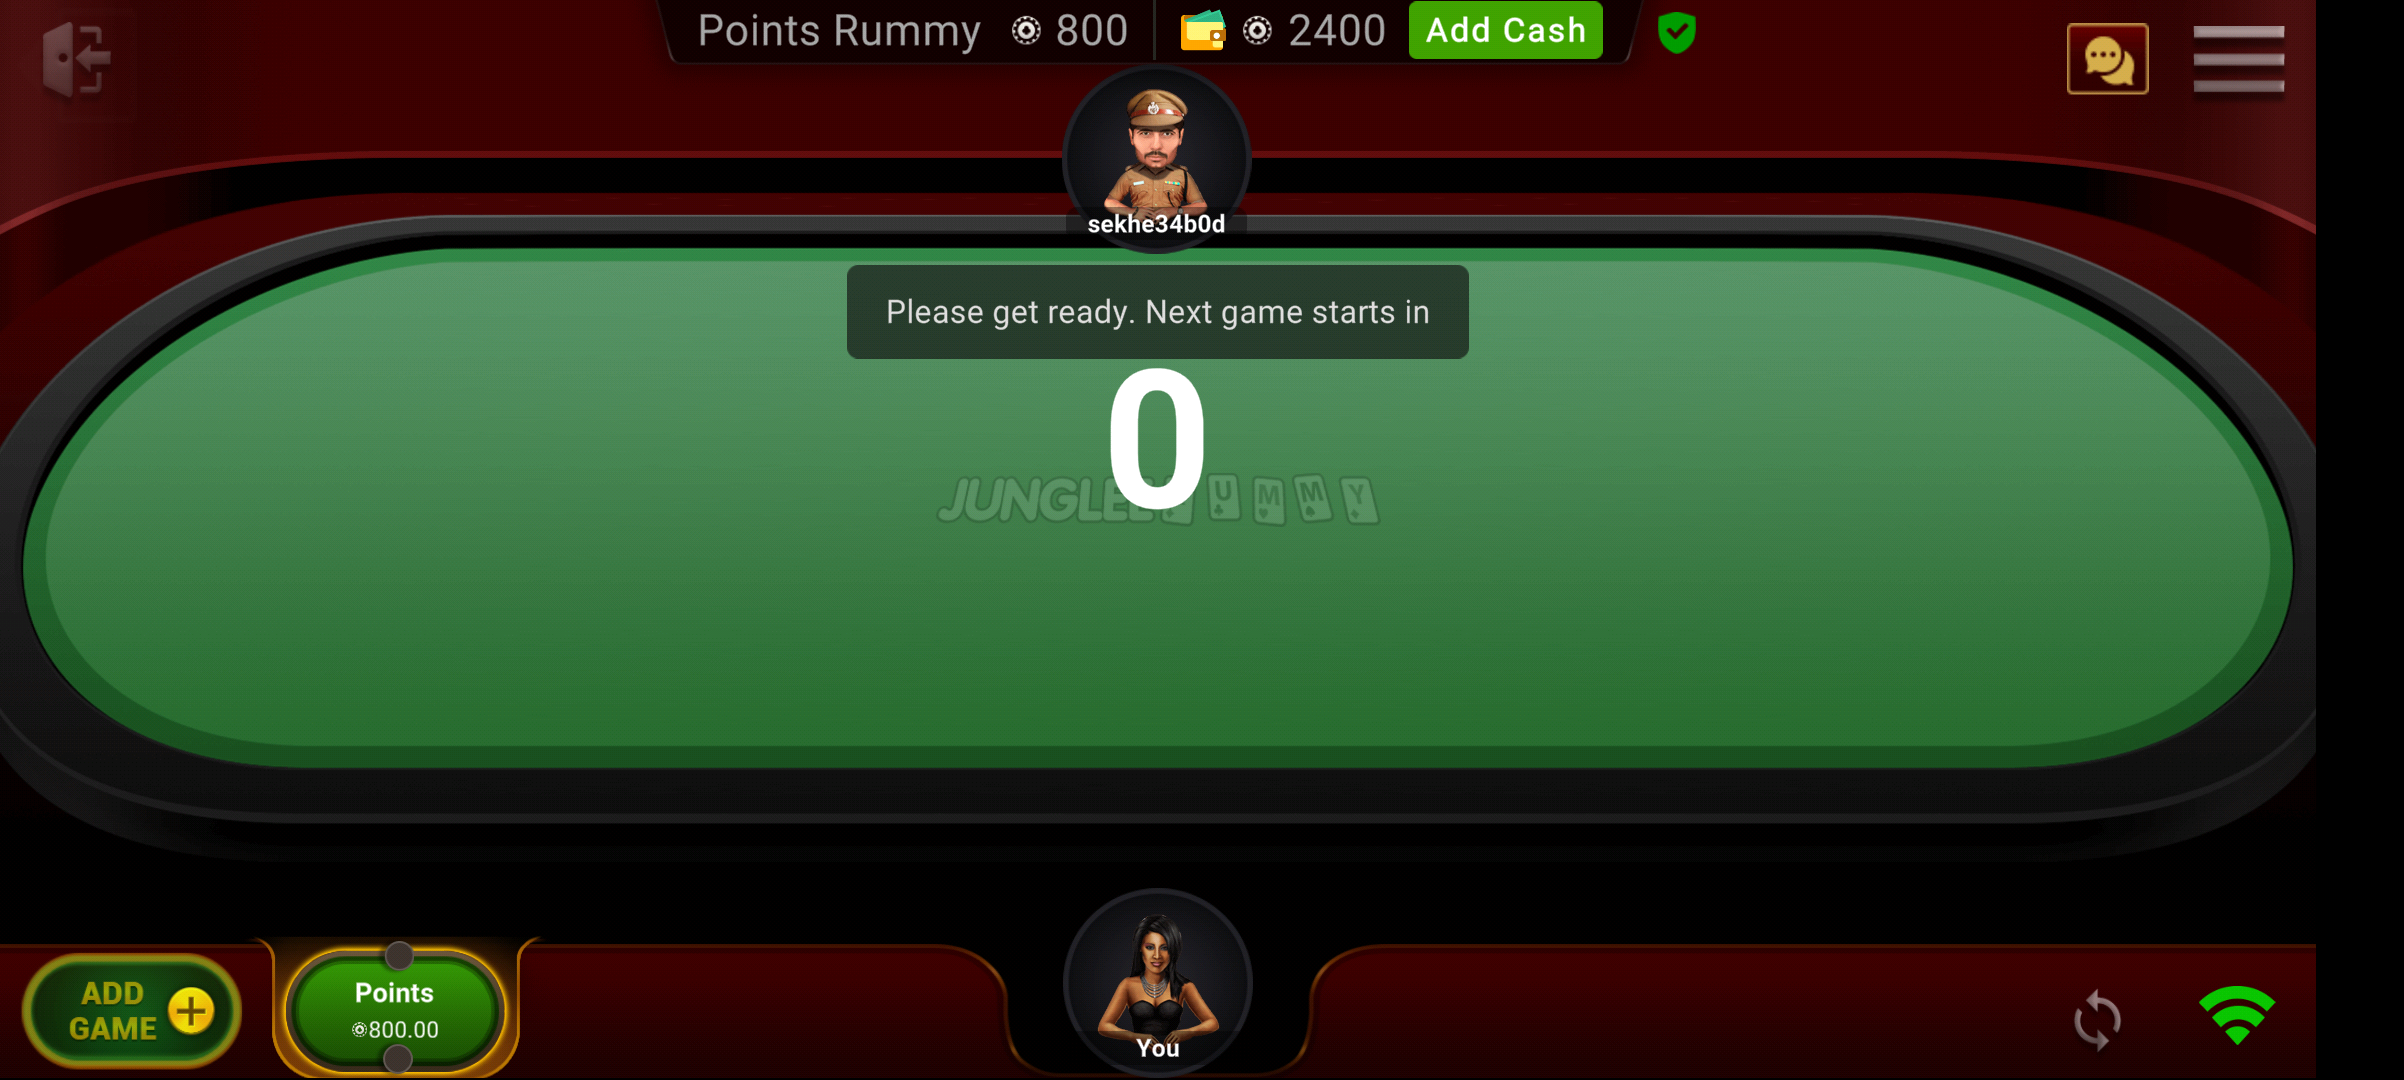 Points Rummy 800 2400 Add Cash
sekhe34b0d
Please get ready. Next game starts in
0
JUNGLEE UMMY
ADD
GAME
Points
800.00
You